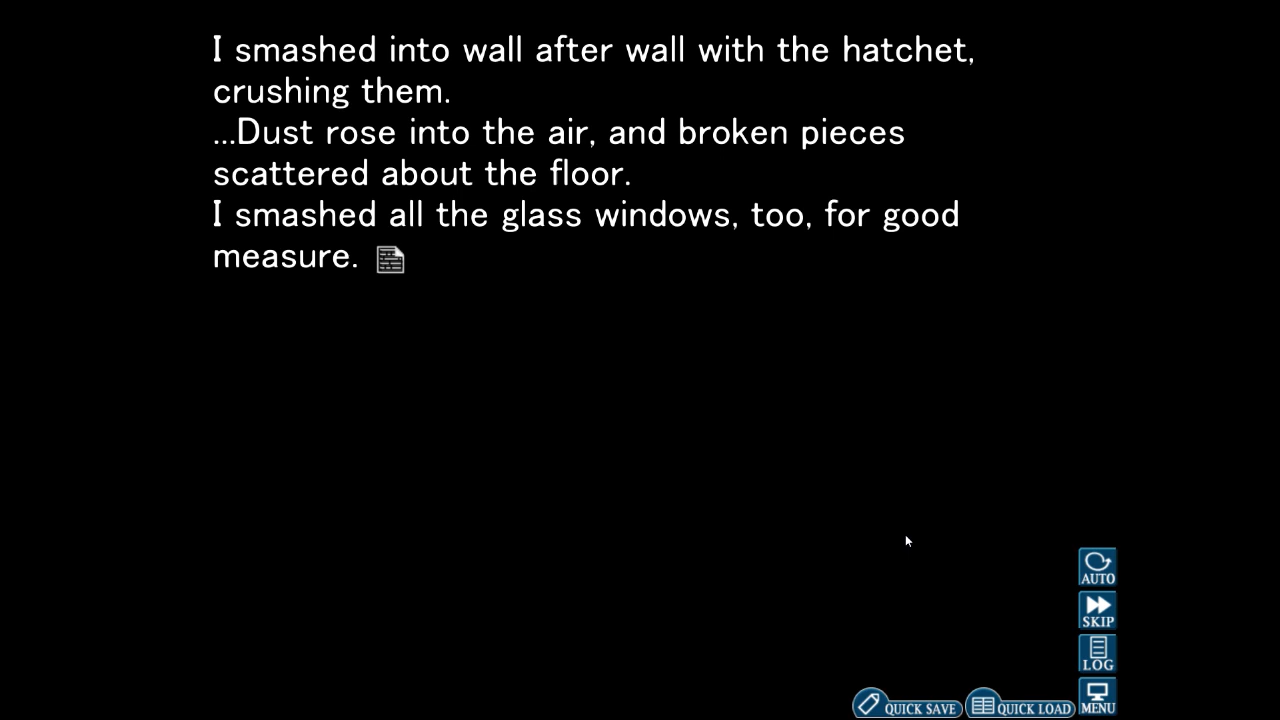 I smashed into wall after wall with the hatchet,
crushing them.
...Dust rose into the air, and broken pieces
scattered about the floor.
I smashed all the glass windows, too, for good
measure.
AUTO
SKIP
LOG
QUICK SAVE
QUICK LOAD
MENU